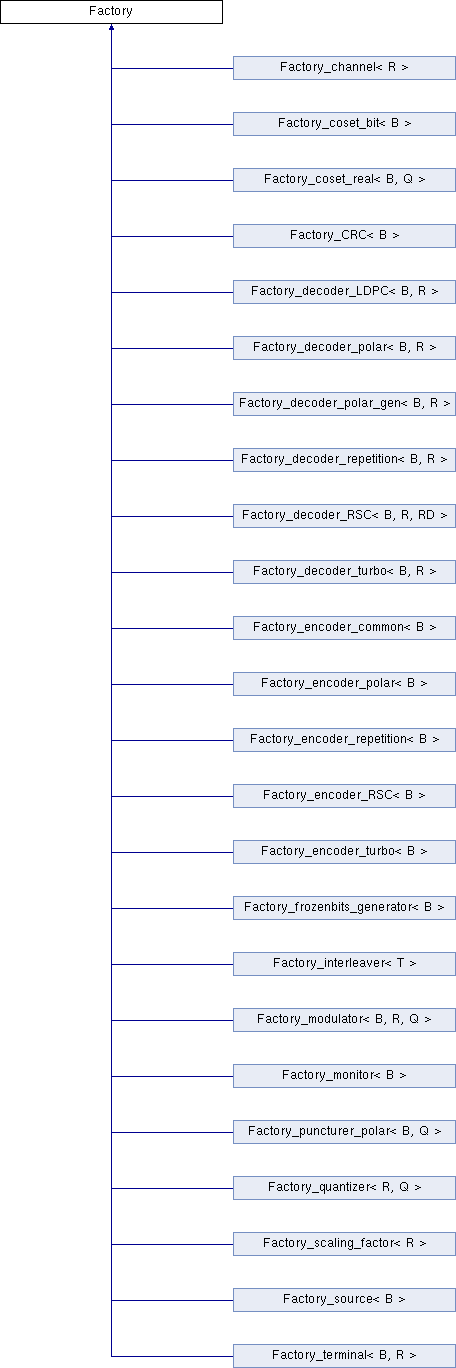 Factory
Factory_channel< R >
Factory_coset_bit< B >
Factory_coset_real< B, Q >
Factory_CRC< B >
Factory_decoder_LDPC< B, R >
Factory_decoder_polar< B, R >
Factory_decoder_polar_gen< B, R >
Factory_decoder_repetition< B, R >
Factory_decoder_RSC< B, R, RD >
Factory_decoder_turbo< B, R >
Factory_encoder_common< B >
Factory_encoder_polar< B >
Factory_encoder_repetition< B >
Factory_encoder_RSC< B >
Factory_encoder_turbo< B >
Factory_frozenbits_generator< B >
Factory_interleaver< T >
Factory_modulator< B, R, Q >
Factory_monitor< B >
Factory_puncturer_polar< B, Q >
Factory_quantizer< R, Q >
Factory_scaling_factor< R >
Factory_source< B >
Factory_terminal< B, R >